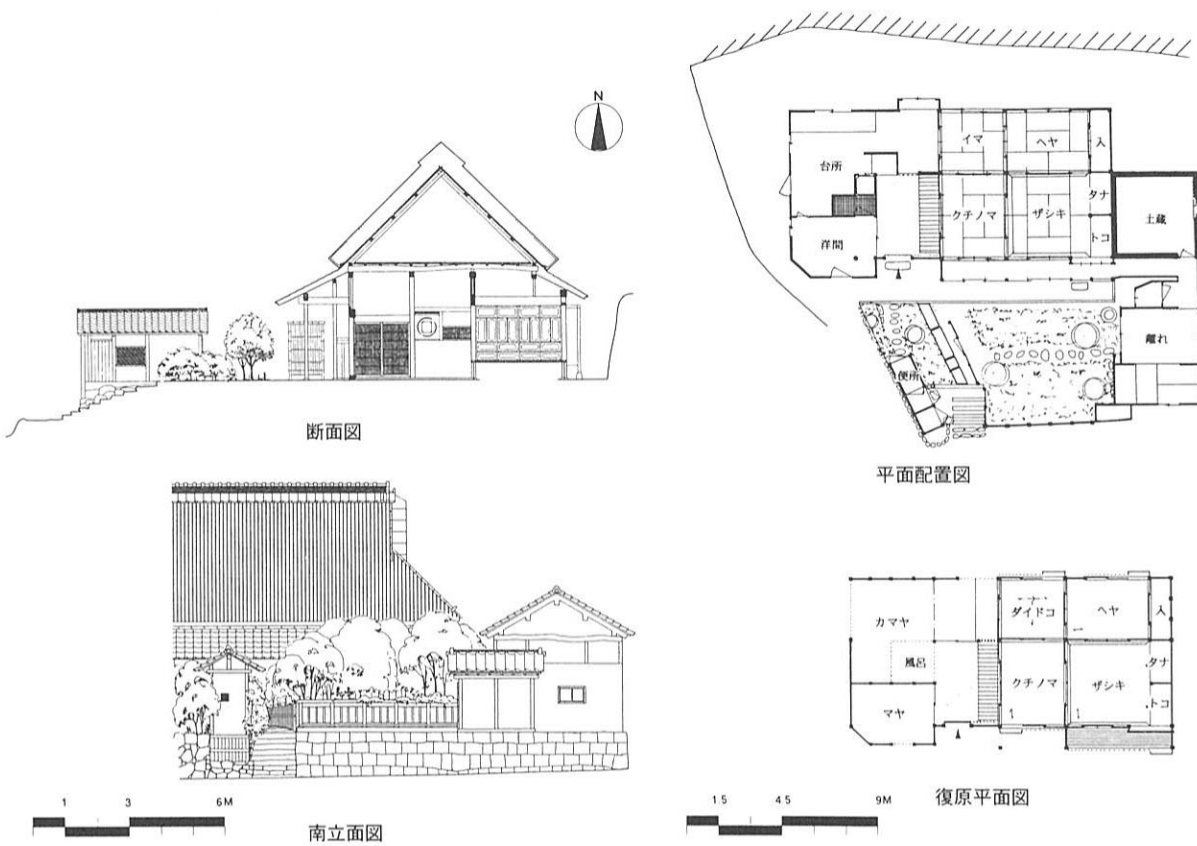 N
断面図
1 3 6M
南立面図
イマ
ヘヤ
入
台所
クチノマ
ザシキ
タナ
トコ
土蔵
洋間
離れ
便所
平面配置図
ダイドコ
ヘヤ
入
カマヤ
風呂
クチノマ
ザシキ
タナ
トコ
マヤ
復原平面図
1.5 4.5 9M